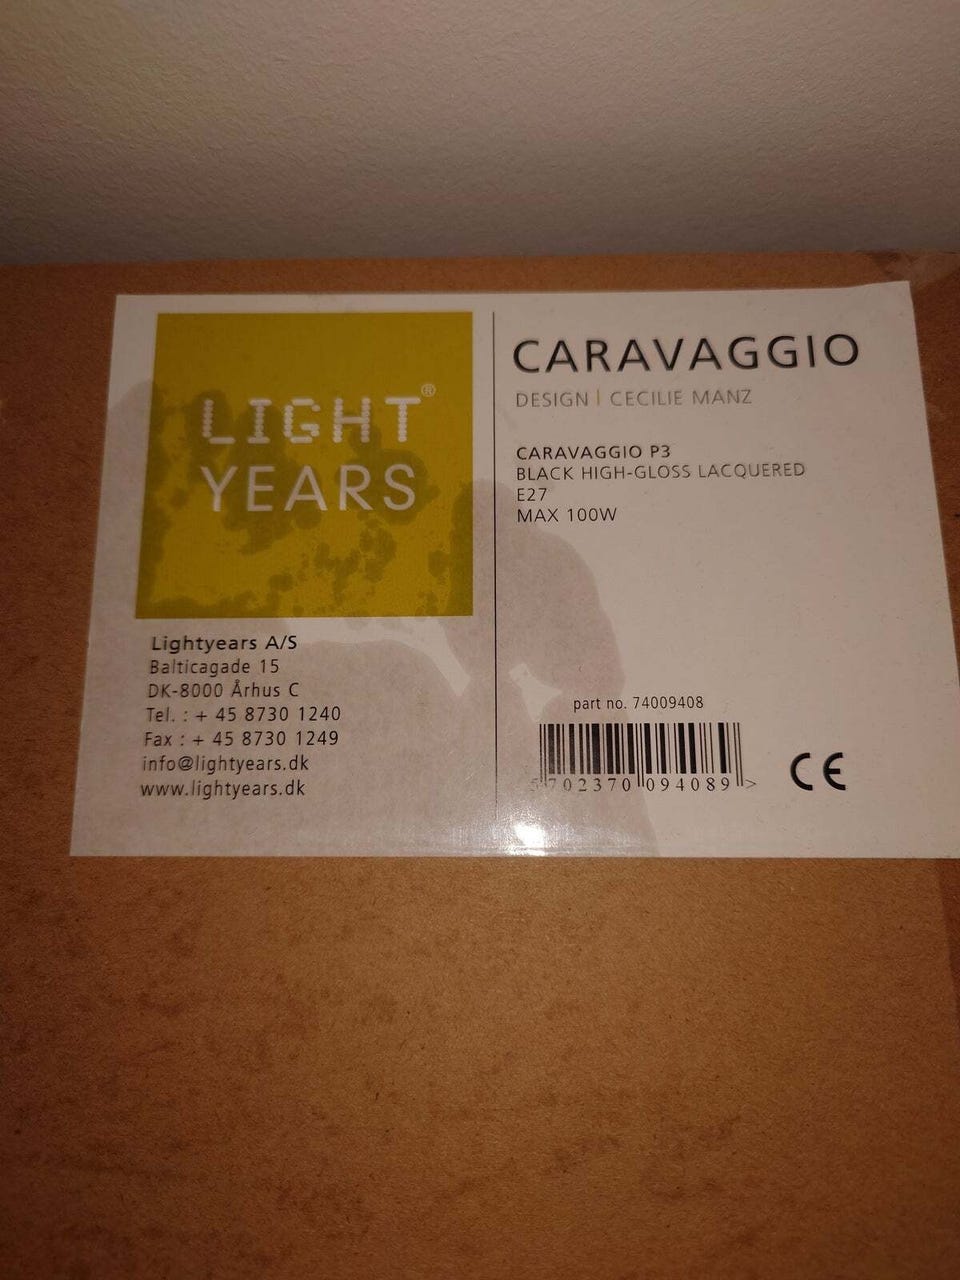 LIGHT®
YEARS
Lightyears A/S
Balticagade 15
DK-8000 Århus C
Tel. : + 45 8730 1240
Fax : + 45 8730 1249
info@lightyears.dk
www.lightyears.dk
CARAVAGGIO
DESIGN | CECILIE MANZ
CARAVAGGIO P3
BLACK HIGH-GLOSS LACQUERED
E27
MAX 100W
part no. 74009408
5 702370 094089 >
CE